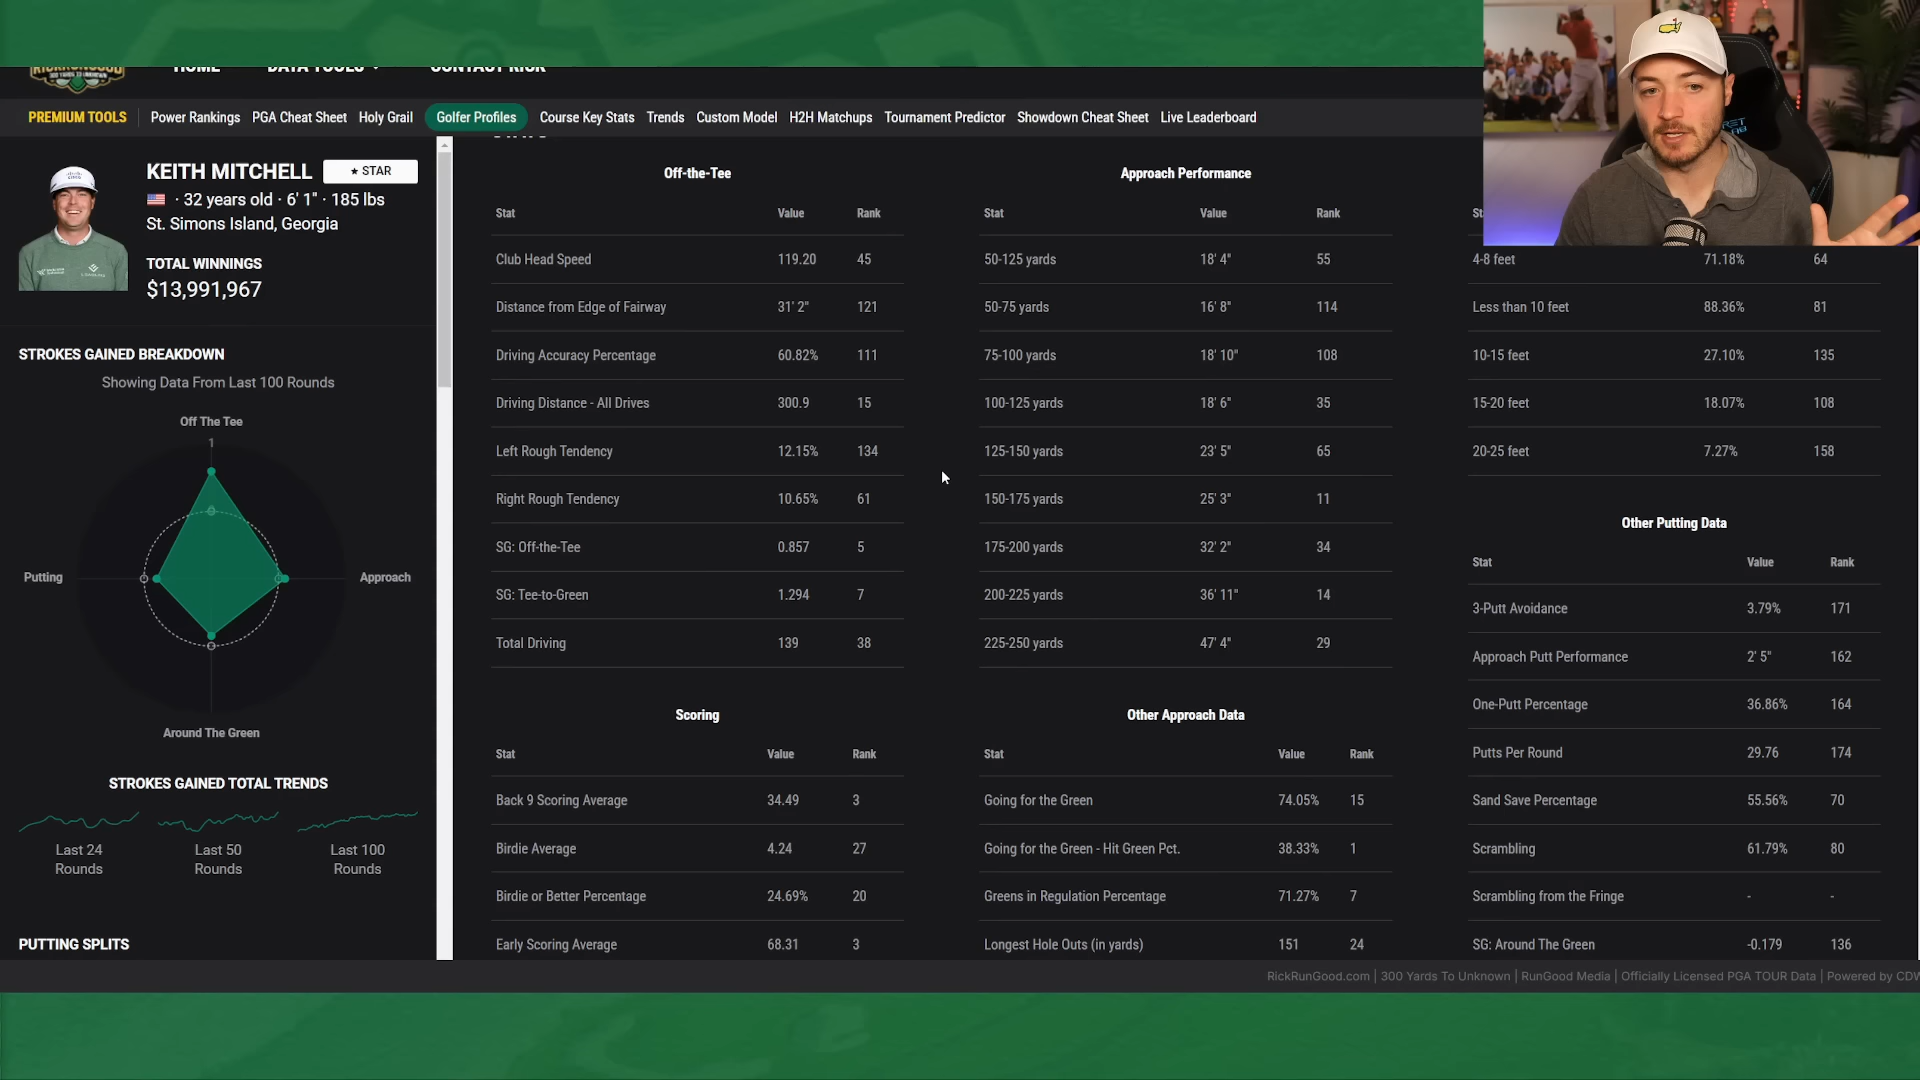 RICKRUNGOOD
300 YARDS TO UNKNOWN
HOME DATA TOOLS CONTACT RICK
PREMIUM TOOLS Power Rankings PGA Cheat Sheet Holy Grail Golfer Profiles Course Key Stats Trends Custom Model H2H Matchups Tournament Predictor Showdown Cheat Sheet Live Leaderboard
KEITH MITCHELL ★ STAR
· 32 years old · 6' 1" · 185 lbs
St. Simons Island, Georgia
TOTAL WINNINGS
$13,991,967
STROKES GAINED BREAKDOWN
Showing Data From Last 100 Rounds
Off The Tee
1
0
Putting 0 0 Approach
0
Around The Green
STROKES GAINED TOTAL TRENDS
Last 24 Rounds
Last 50 Rounds
Last 100 Rounds
PUTTING SPLITS
STATS
Off-the-Tee
Stat Value Rank
Club Head Speed 119.20 45
Distance from Edge of Fairway 31' 2" 121
Driving Accuracy Percentage 60.82% 111
Driving Distance - All Drives 300.9 15
Left Rough Tendency 12.15% 134
Right Rough Tendency 10.65% 61
SG: Off-the-Tee 0.857 5
SG: Tee-to-Green 1.294 7
Total Driving 139 38
Scoring
Stat Value Rank
Back 9 Scoring Average 34.49 3
Birdie Average 4.24 27
Birdie or Better Percentage 24.69% 20
Early Scoring Average 68.31 3
Approach Performance
Stat Value Rank
50-125 yards 18' 4" 55
50-75 yards 16' 8" 114
75-100 yards 18' 10" 108
100-125 yards 18' 6" 35
125-150 yards 23' 5" 65
150-175 yards 25' 3" 11
175-200 yards 32' 2" 34
200-225 yards 36' 11" 14
225-250 yards 47' 4" 29
Other Approach Data
Stat Value Rank
Going for the Green 74.05% 15
Going for the Green - Hit Green Pct. 38.33% 1
Greens in Regulation Percentage 71.27% 7
Longest Hole Outs (in yards) 151 24
St
4-8 feet 71.18% 64
Less than 10 feet 88.36% 81
10-15 feet 27.10% 135
15-20 feet 18.07% 108
20-25 feet 7.27% 158
Other Putting Data
Stat Value Rank
3-Putt Avoidance 3.79% 171
Approach Putt Performance 2' 5" 162
One-Putt Percentage 36.86% 164
Putts Per Round 29.76 174
Sand Save Percentage 55.56% 70
Scrambling 61.79% 80
Scrambling from the Fringe - -
SG: Around The Green -0.179 136
RickRunGood.com | 300 Yards To Unknown | RunGood Media | Officially Licensed PGA TOUR Data | Powered by CDW